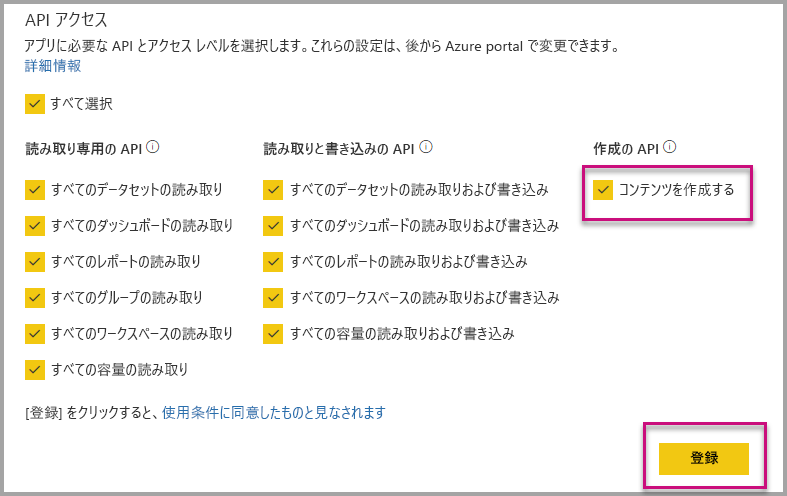 API アクセス
アプリに必要な API とアクセス レベルを選択します。これらの設定は、後から Azure portal で変更できます。
詳細情報
すべて選択
読み取り専用の API
すべてのデータセットの読み取り
すべてのダッシュボードの読み取り
すべてのレポートの読み取り
すべてのグループの読み取り
すべてのワークスペースの読み取り
すべての容量の読み取り
読み取りと書き込みの API
すべてのデータセットの読み取りおよび書き込み
すべてのダッシュボードの読み取りおよび書き込み
すべてのレポートの読み取りおよび書き込み
すべてのワークスペースの読み取りおよび書き込み
すべての容量の読み取りおよび書き込み
作成の API
コンテンツを作成する
[登録] をクリックすると、使用条件に同意したものと見なされます
登録